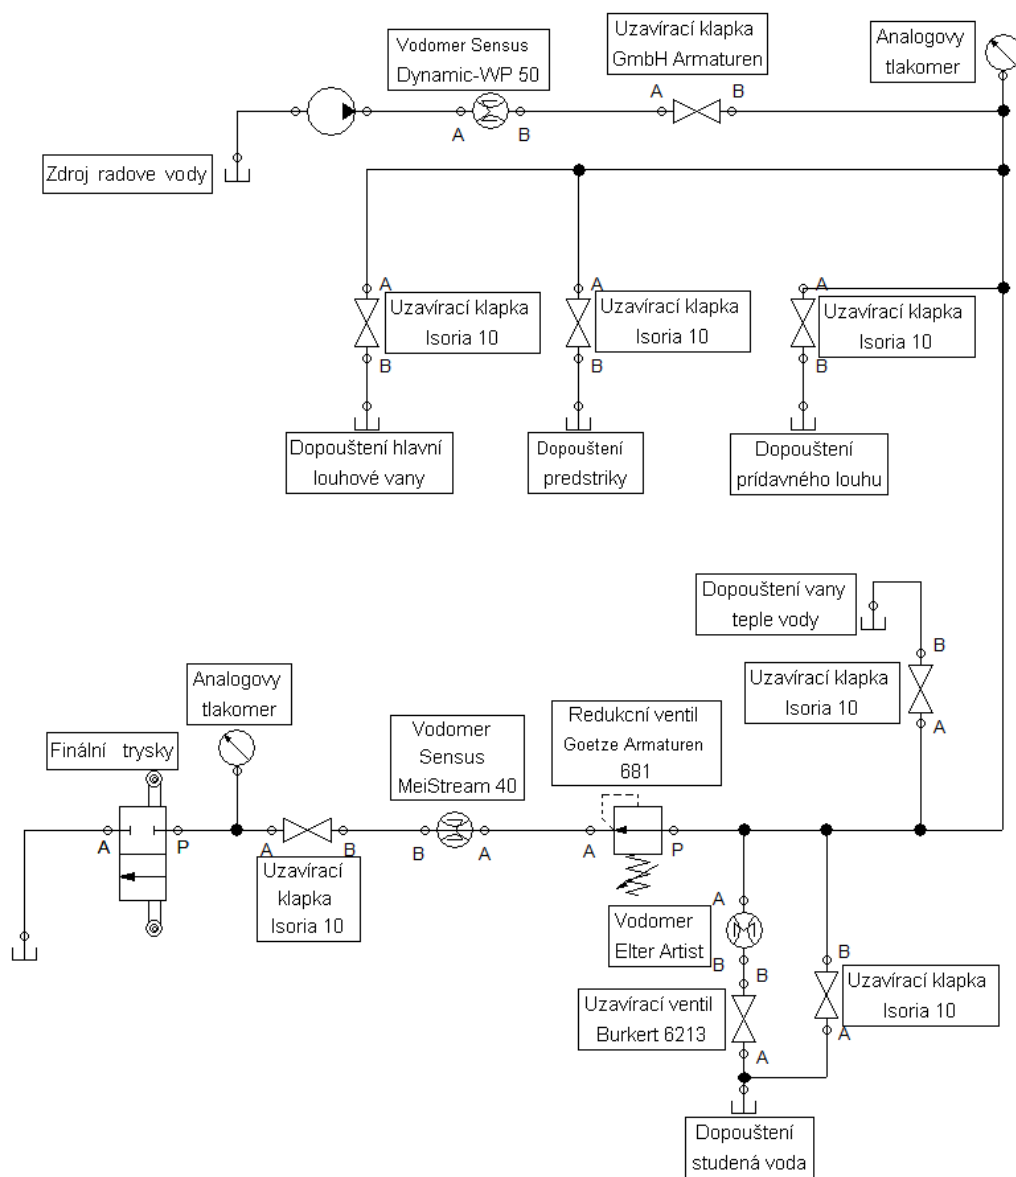 Vodomer Sensus
Dynamic-WP 50
Uzavírací klapka
GmbH Armaturen
Analogovy
tlakomer
A
B
A
B
Zdroj radove vody
A
Uzavírací klapka
Isoria 10
B
A
Uzavírací klapka
Isoria 10
B
A
Uzavírací klapka
Isoria 10
B
Dopouštení hlavní
louhové vany
Dopouštení
predstriky
Dopouštení
prídavného louhu
Dopouštení vany
teple vody
B
Uzavírací klapka
Isoria 10
A
Analogovy
tlakomer
Finální trysky
Vodomer
Sensus
MeiStream 40
Redukcní ventil
Goetze Armaturen
681
A
P
A
B
B
A
A
P
Uzavírací
klapka
Isoria 10
A
Vodomer
Elter Artist
B
B
Uzavírací ventil
Burkert 6213
A
B
Uzavírací klapka
Isoria 10
A
Dopouštení
studená voda